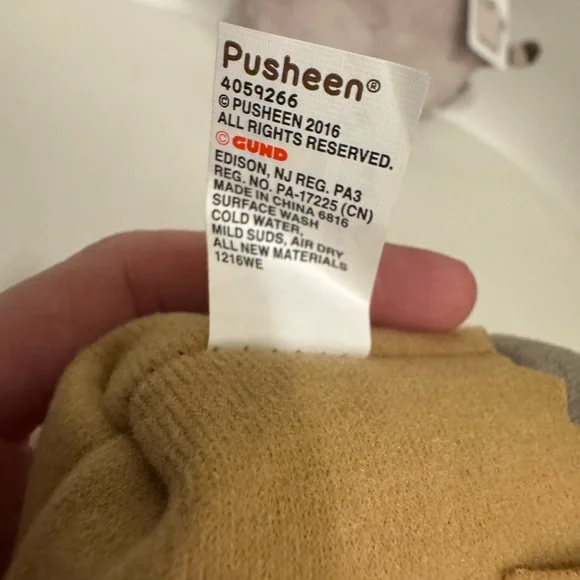 Pusheen®
4059266
© PUSHEEN 2016
ALL RIGHTS RESERVED.
© GUND
EDISON, NJ REG. PA3
REG. NO. PA-17225 (CN)
MADE IN CHINA 6816
SURFACE WASH
COLD WATER,
MILD SUDS, AIR DRY
ALL NEW MATERIALS
1216WE